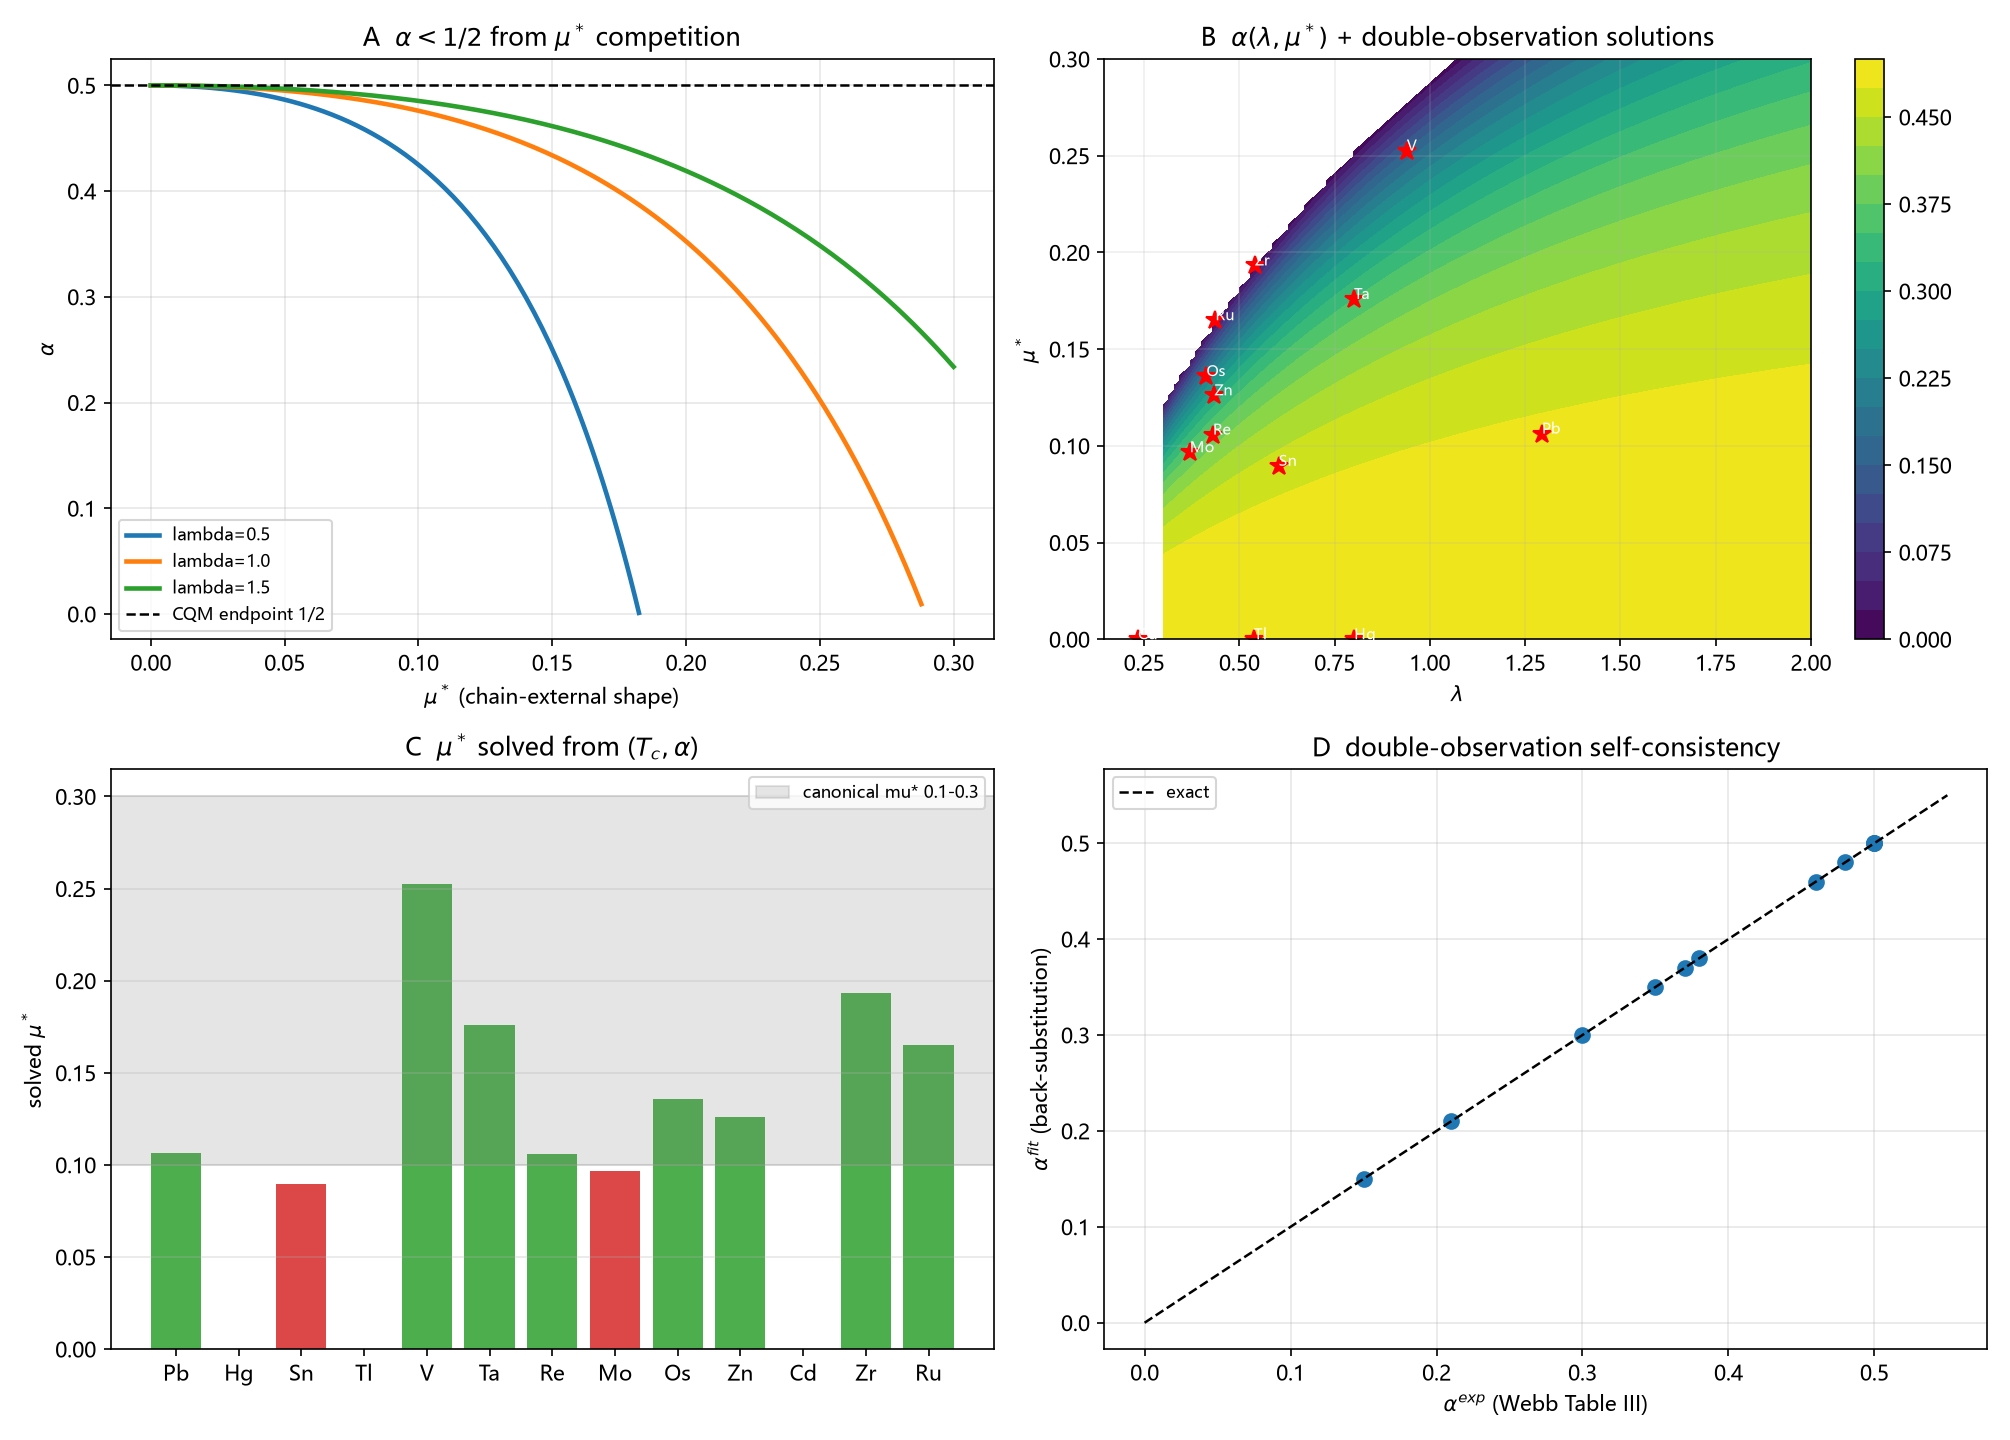 A α < 1/2 from μ* competition
α
0.5
0.4
0.3
0.2
0.1
0.0
lambda=0.5
lambda=1.0
lambda=1.5
CQM endpoint 1/2
0.00 0.05 0.10 0.15 0.20 0.25 0.30
μ* (chain-external shape)
B α(λ, μ*) + double-observation solutions
μ*
0.30
0.25
0.20
0.15
0.10
0.05
0.00
V
Zr
Ta
Ru
Os
Zn
Re
Mo
Sn
Pb
Tl
Hg
0.25 0.50 0.75 1.00 1.25 1.50 1.75 2.00
λ
0.450
0.375
0.300
0.225
0.150
0.075
0.000
C μ* solved from (Tc, α)
solved μ*
0.30
0.25
0.20
0.15
0.10
0.05
0.00
canonical mu* 0.1-0.3
Pb Hg Sn Tl V Ta Re Mo Os Zn Cd Zr Ru
D double-observation self-consistency
exact
α^fit (back-substitution)
0.5
0.4
0.3
0.2
0.1
0.0
0.0 0.1 0.2 0.3 0.4 0.5
α^exp (Webb Table III)